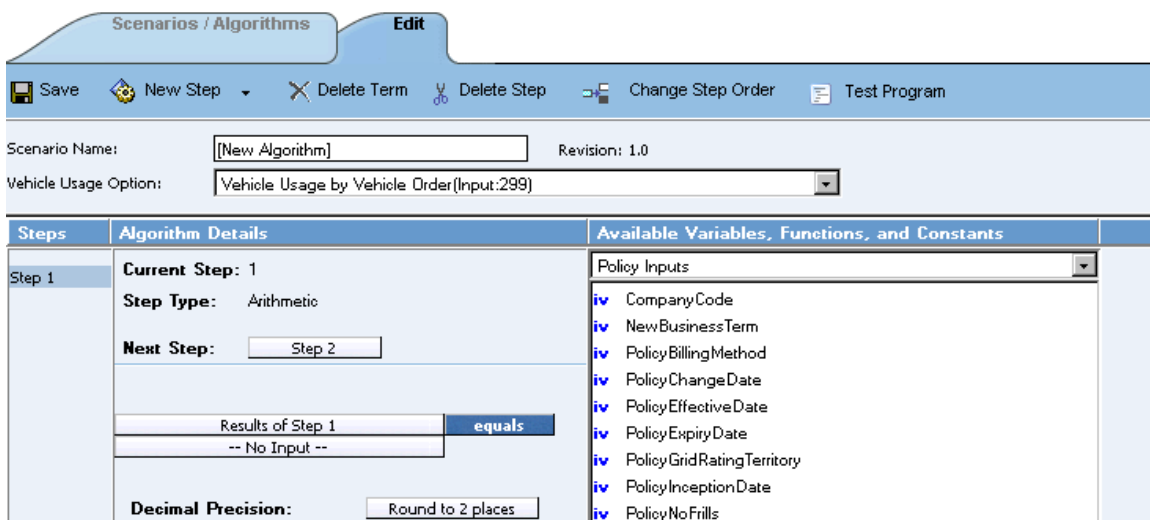 Scenarios / Algorithms Edit
Save New Step Delete Term Delete Step Change Step Order Test Program
Scenario Name: [New Algorithm] Revision: 1.0
Vehicle Usage Option: Vehicle Usage by Vehicle Order(Input:299)
Steps Algorithm Details Available Variables, Functions, and Constants
Step 1
Current Step: 1
Step Type: Arithmetic
Next Step: Step 2
Results of Step 1 equals
-- No Input --
Decimal Precision: Round to 2 places
Policy Inputs
iv CompanyCode
iv NewBusinessTerm
iv PolicyBillingMethod
iv PolicyChangeDate
iv PolicyEffectiveDate
iv PolicyExpiryDate
iv PolicyGridRatingTerritory
iv PolicyInceptionDate
iv PolicyNoFrills